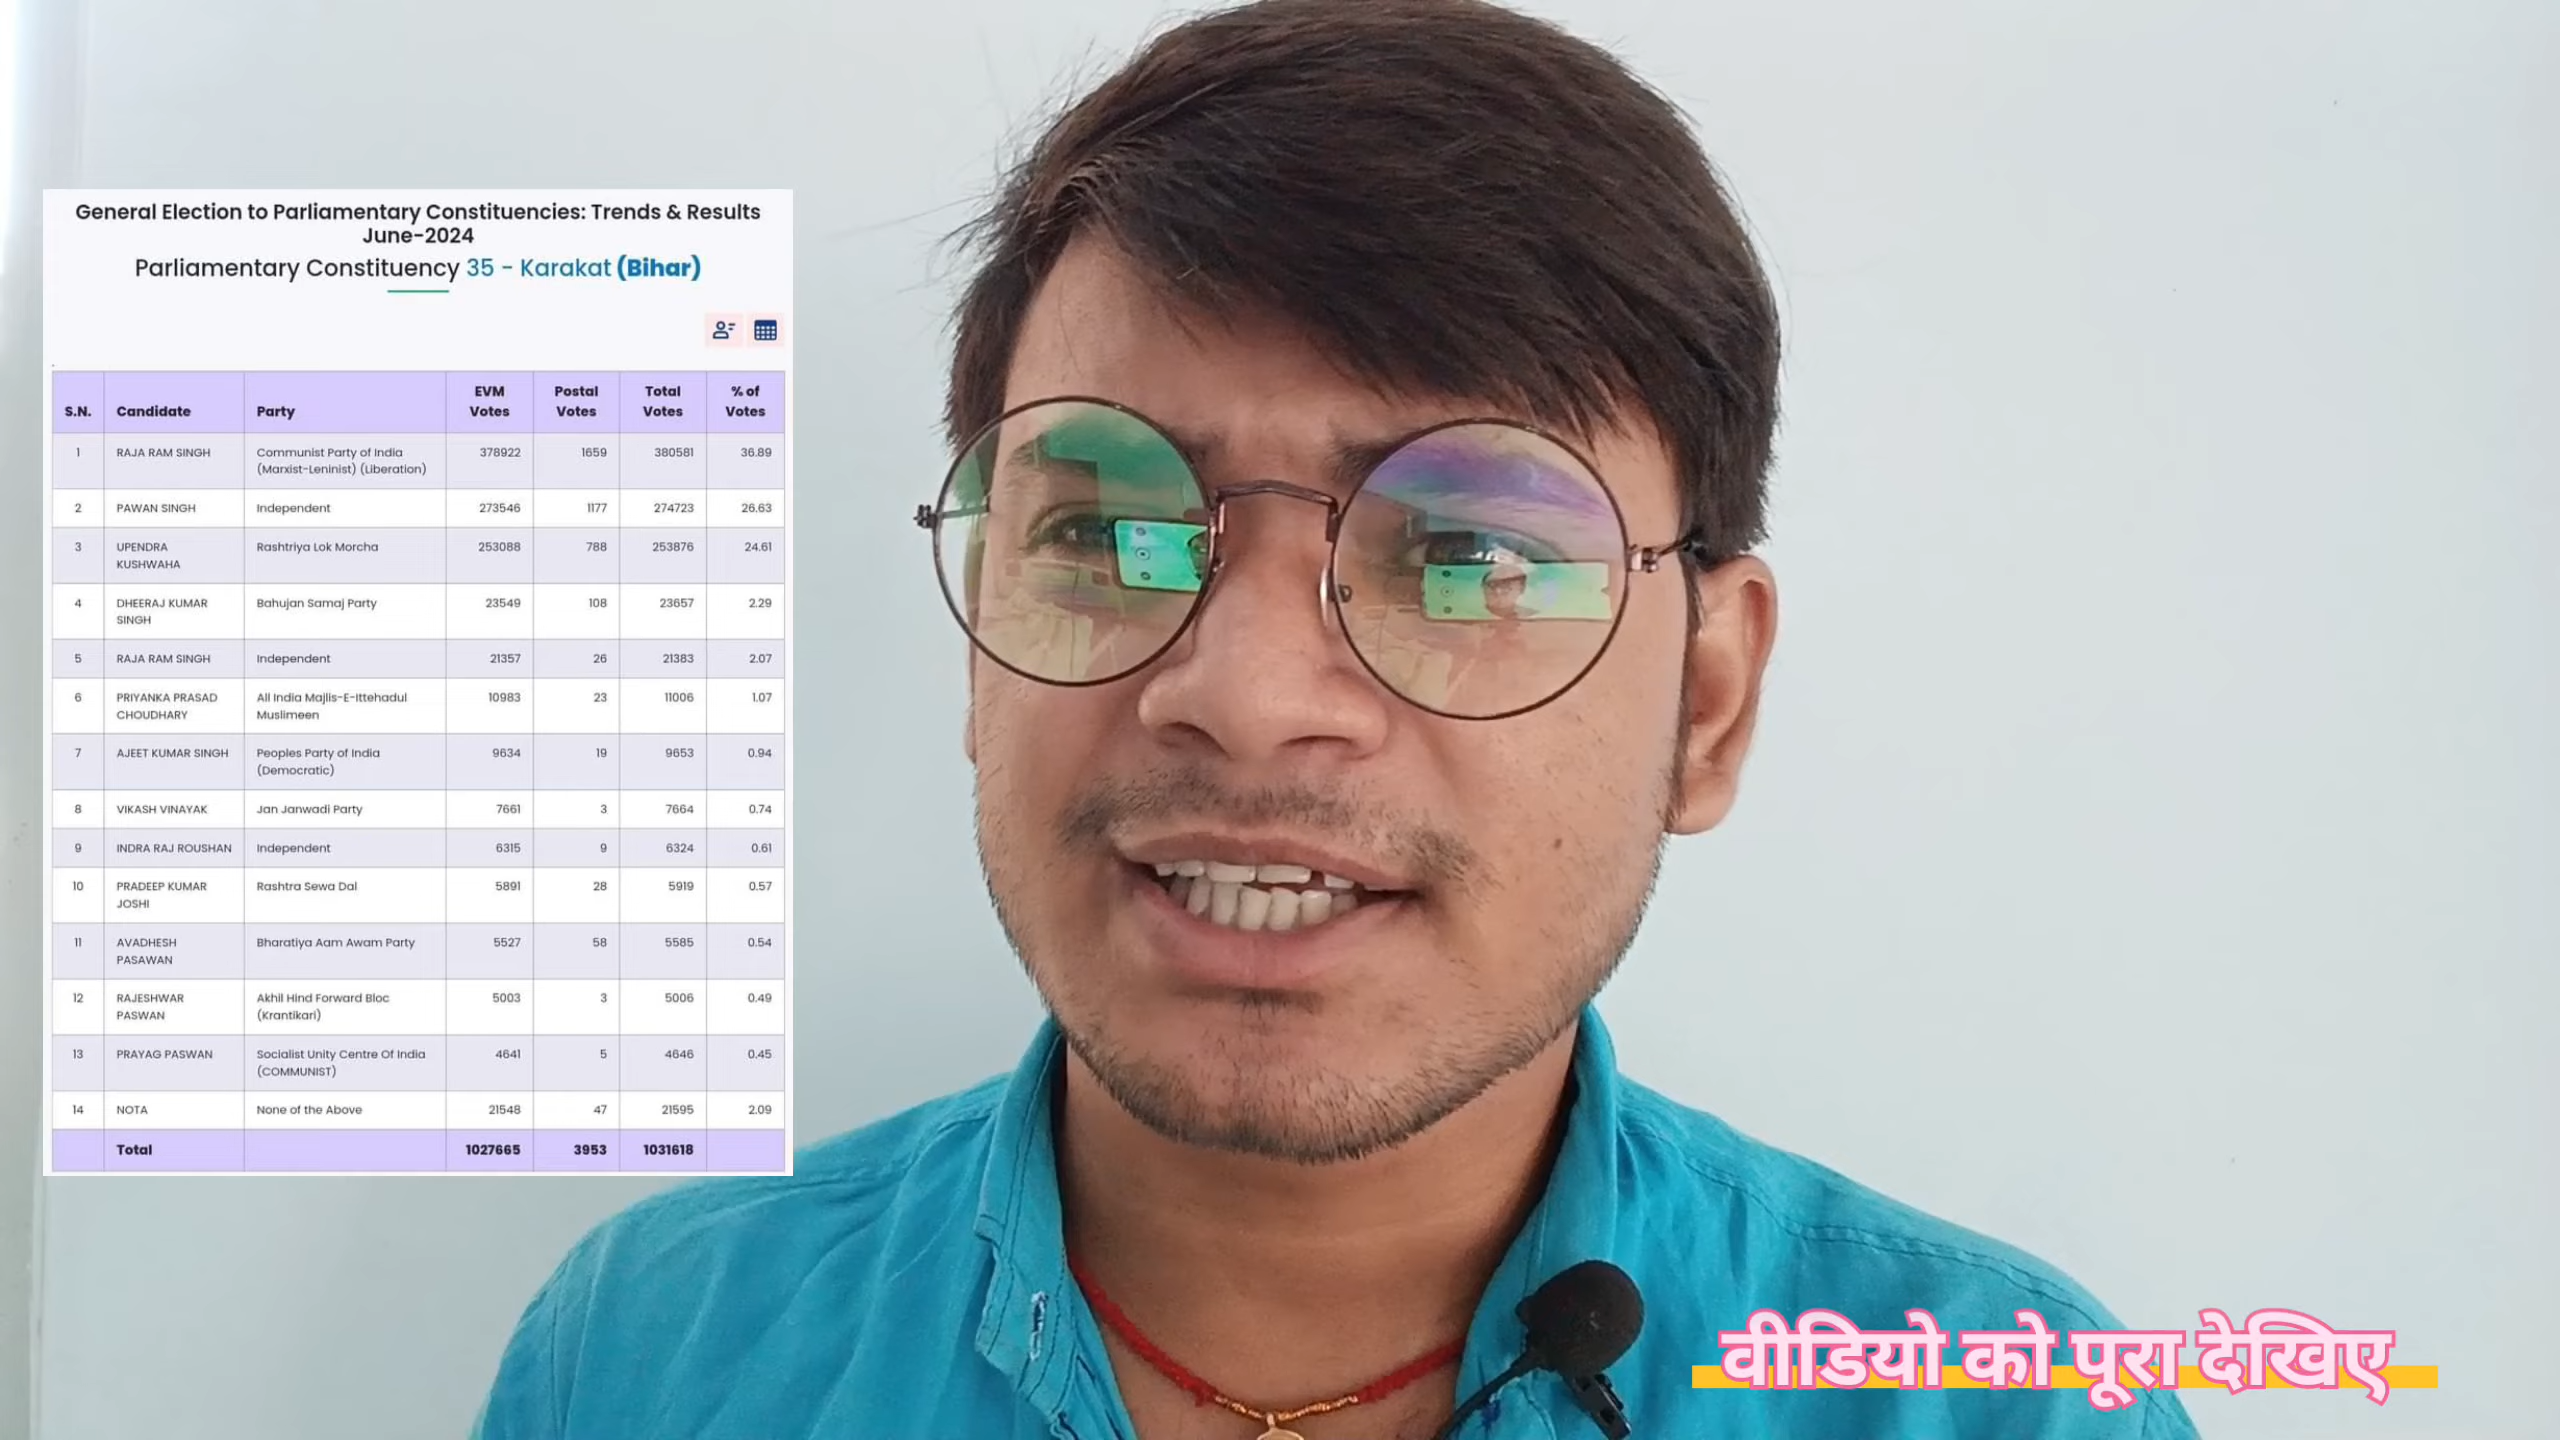 General Election to Parliamentary Constituencies: Trends & Results
June-2024
Parliamentary Constituency 35 - Karakat (Bihar)
S.N. Candidate Party EVM Votes Postal Votes Total Votes % of Votes
1 RAJA RAM SINGH Communist Party of India (Marxist-Leninist) (Liberation) 378922 1659 380581 36.89
2 PAWAN SINGH Independent 273546 1177 274723 26.63
3 UPENDRA KUSHWAHA Rashtriya Lok Morcha 253088 788 253876 24.61
4 DHEERAJ KUMAR SINGH Bahujan Samaj Party 23549 108 23657 2.29
5 RAJA RAM SINGH Independent 21357 26 21383 2.07
6 PRIYANKA PRASAD CHOUDHARY All India Majlis-E-Ittehadul Muslimeen 10983 23 11006 1.07
7 AJEET KUMAR SINGH Peoples Party of India (Democratic) 9634 19 9653 0.94
8 VIKASH VINAYAK Jan Janwadi Party 7661 3 7664 0.74
9 INDRA RAJ ROUSHAN Independent 6315 9 6324 0.61
10 PRADEEP KUMAR JOSHI Rashtra Sewa Dal 5891 28 5919 0.57
11 AVADHESH PASAWAN Bharatiya Aam Awam Party 5527 58 5585 0.54
12 RAJESHWAR PASWAN Akhil Hind Forward Bloc (Krantikari) 5003 3 5006 0.49
13 PRAYAG PASWAN Socialist Unity Centre Of India (COMMUNIST) 4641 5 4646 0.45
14 NOTA None of the Above 21548 47 21595 2.09
Total 1027665 3953 1031618
वीडियो को पूरा देखिए